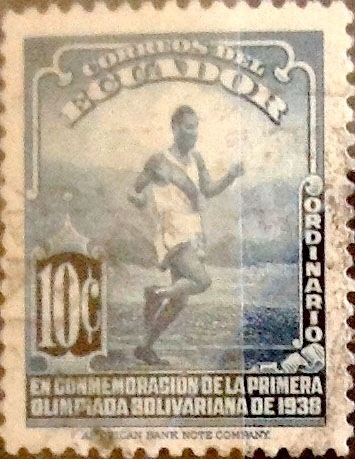 CORREOS DEL
ECUADOR
ORDINARIO
10¢
EN CONMEMORACION DE LA PRIMERA
OLIMPIADA BOLIVARIANA DE 1938
AMERICAN BANK NOTE COMPANY.